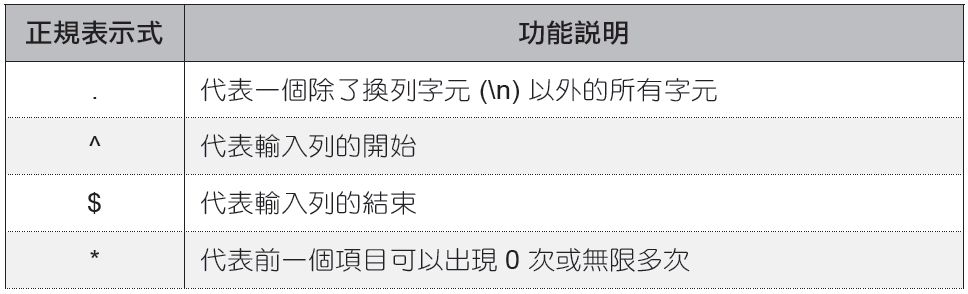 正規表示式 功能說明
. 代表一個除了換列字元 (\n) 以外的所有字元
^ 代表輸入列的開始
$ 代表輸入列的結束
* 代表前一個項目可以出現 0 次或無限多次